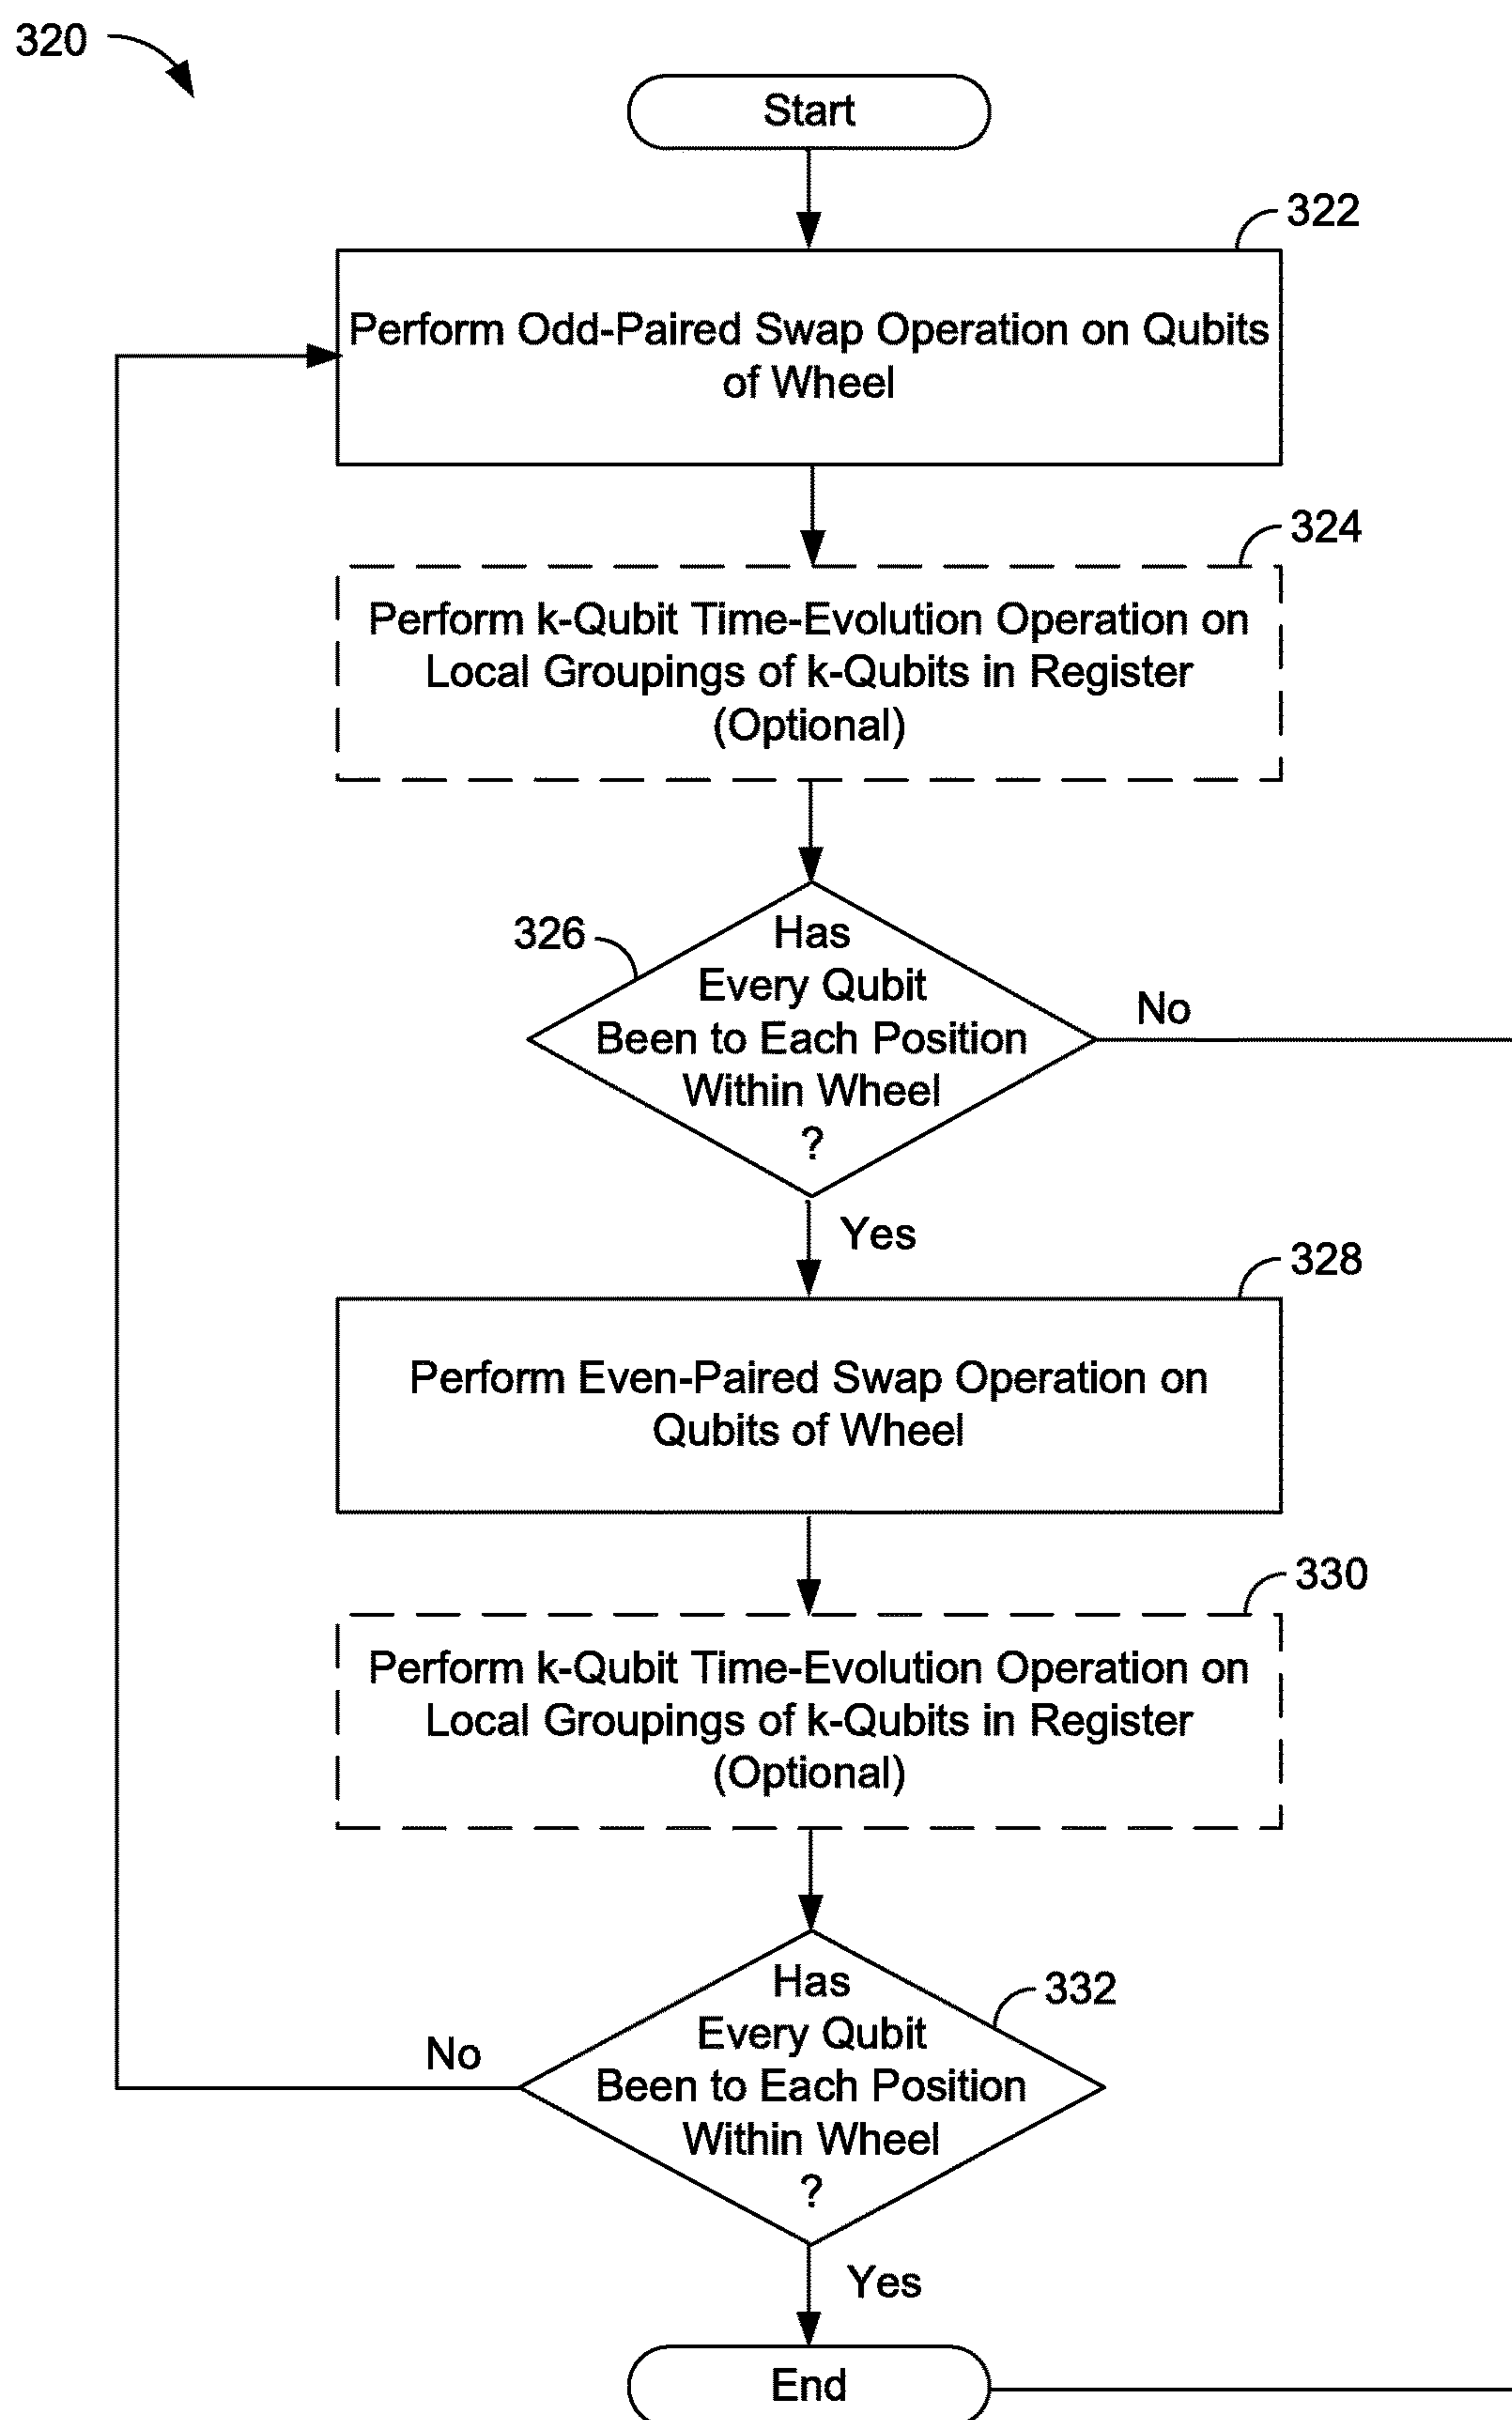 320
Start
322
Perform Odd-Paired Swap Operation on Qubits
of Wheel
324
Perform k-Qubit Time-Evolution Operation on
Local Groupings of k-Qubits in Register
(Optional)
326
Has
Every Qubit
Been to Each Position
Within Wheel
?
No
Yes
328
Perform Even-Paired Swap Operation on
Qubits of Wheel
330
Perform k-Qubit Time-Evolution Operation on
Local Groupings of k-Qubits in Register
(Optional)
332
Has
Every Qubit
Been to Each Position
Within Wheel
?
No
Yes
End